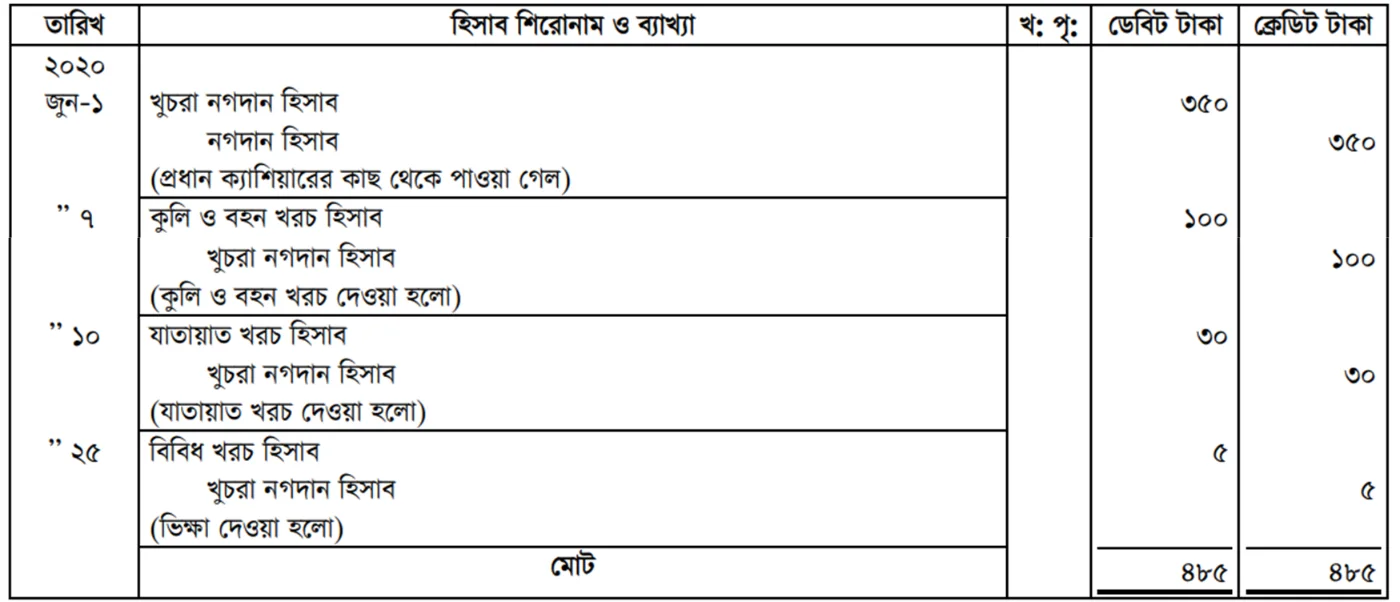 তারিখ হিসাব শিরোনাম ও ব্যাখ্যা খ: পৃ: ডেবিট টাকা ক্রেডিট টাকা
২০২০
জুন-১ খুচরা নগদান হিসাব ৩৫০
নগদান হিসাব ৩৫০
(প্রধান ক্যাশিয়ারের কাছ থেকে পাওয়া গেল)
” ৭ কুলি ও বহন খরচ হিসাব ১০০
খুচরা নগদান হিসাব ১০০
(কুলি ও বহন খরচ দেওয়া হলো)
” ১০ যাতায়াত খরচ হিসাব ৩০
খুচরা নগদান হিসাব ৩০
(যাতায়াত খরচ দেওয়া হলো)
” ২৫ বিবিধ খরচ হিসাব ৫
খুচরা নগদান হিসাব ৫
(ভিক্ষা দেওয়া হলো)
মোট ৪৮৫ ৪৮৫